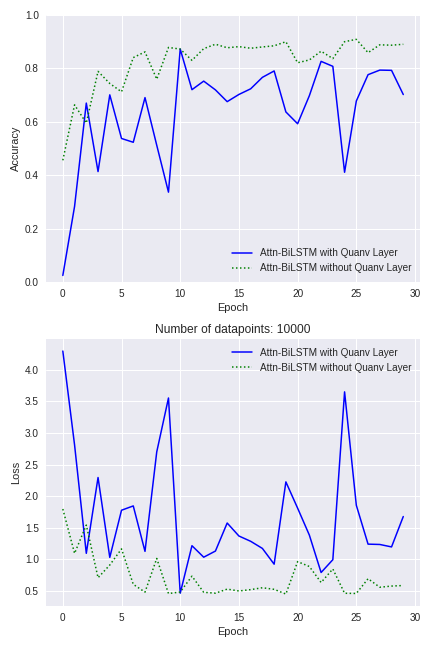 1.0
0.8
0.6
0.4
0.2
0.0
Accuracy
Attn-BiLSTM with Quanv Layer
Attn-BiLSTM without Quanv Layer
0 5 10 15 20 25 30
Epoch
Number of datapoints: 10000
Attn-BiLSTM with Quanv Layer
Attn-BiLSTM without Quanv Layer
4.0
3.5
3.0
2.5
2.0
1.5
1.0
0.5
Loss
0 5 10 15 20 25 30
Epoch